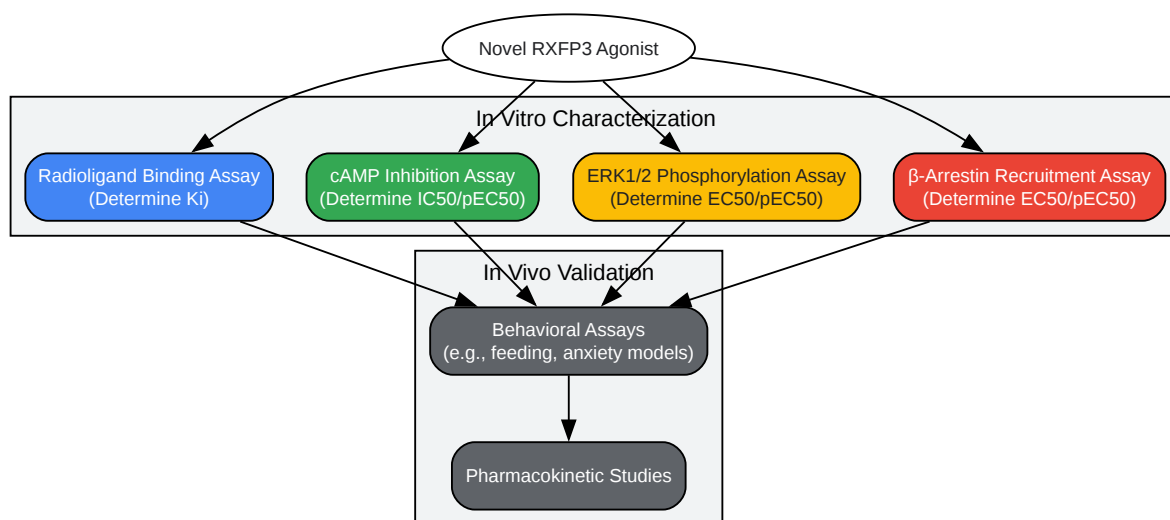 Novel RXFP3 Agonist
In Vitro Characterization
Radioligand Binding Assay
(Determine Ki)
cAMP Inhibition Assay
(Determine IC50/pEC50)
ERK1/2 Phosphorylation Assay
(Determine EC50/pEC50)
β-Arrestin Recruitment Assay
(Determine EC50/pEC50)
In Vivo Validation
Behavioral Assays
(e.g., feeding, anxiety models)
Pharmacokinetic Studies